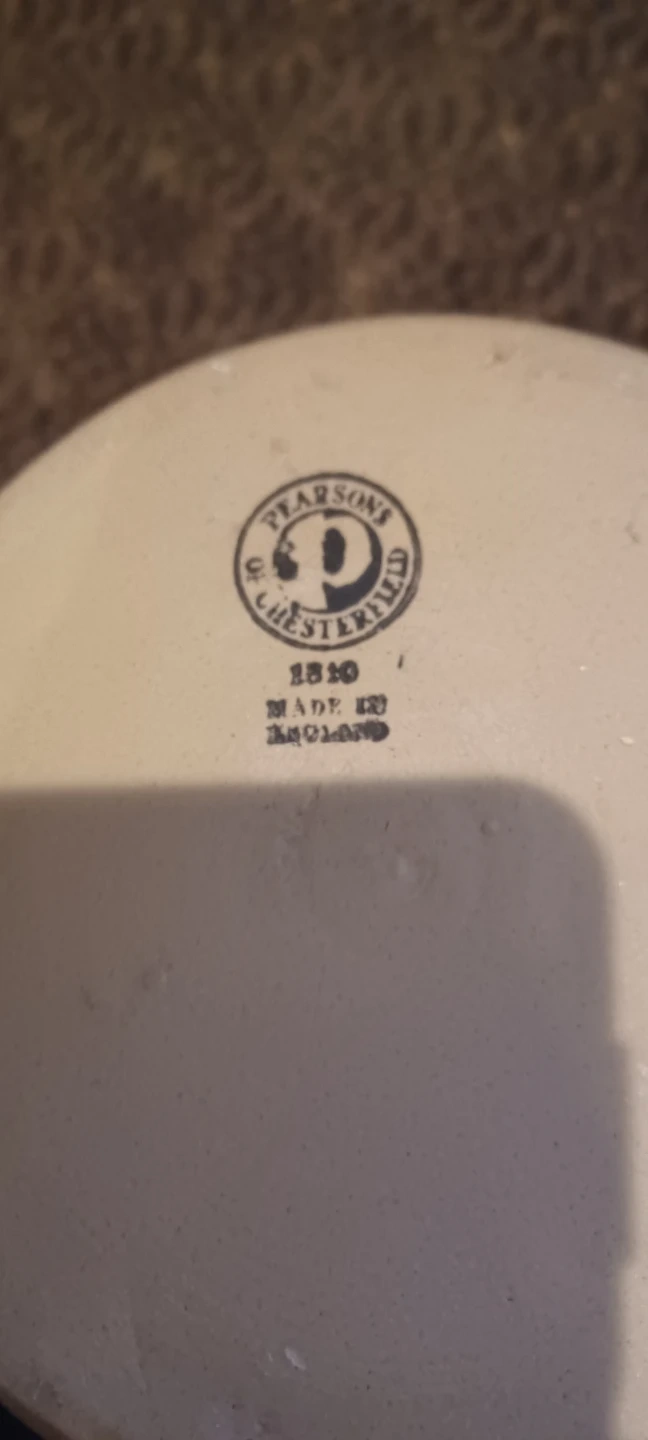 PEARSONS
OF CHESTERFIELD
P
1810
MADE IN
ENGLAND